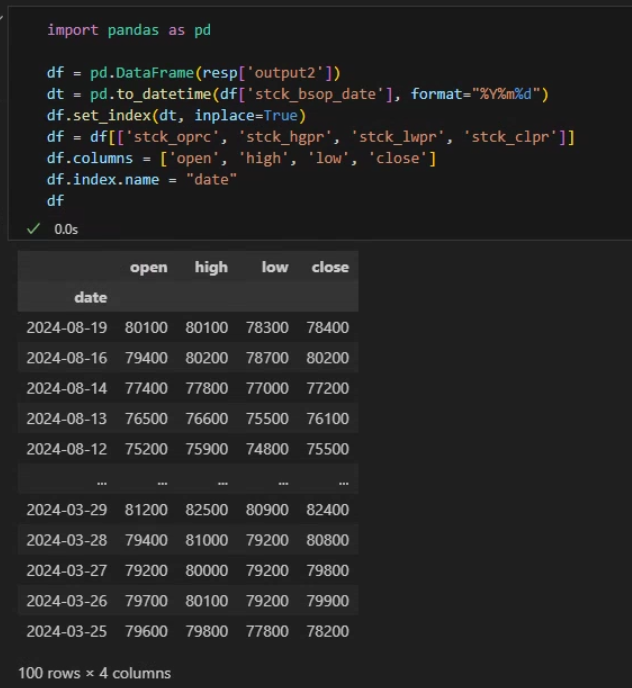 import pandas as pd

df = pd.DataFrame(resp['output2'])
dt = pd.to_datetime(df['stck_bsop_date'], format="%Y%m%d")
df.set_index(dt, inplace=True)
df = df[['stck_oprc', 'stck_hgpr', 'stck_lwpr', 'stck_clpr']]
df.columns = ['open', 'high', 'low', 'close']
df.index.name = "date"
df
0.0s
open high low close
date
2024-08-19 80100 80100 78300 78400
2024-08-16 79400 80200 78700 80200
2024-08-14 77400 77800 77000 77200
2024-08-13 76500 76600 75500 76100
2024-08-12 75200 75900 74800 75500
... ... ... ... ...
2024-03-29 81200 82500 80900 82400
2024-03-28 79400 81000 79200 80800
2024-03-27 79200 80000 79200 79800
2024-03-26 79700 80100 79200 79900
2024-03-25 79600 79800 77800 78200
100 rows × 4 columns